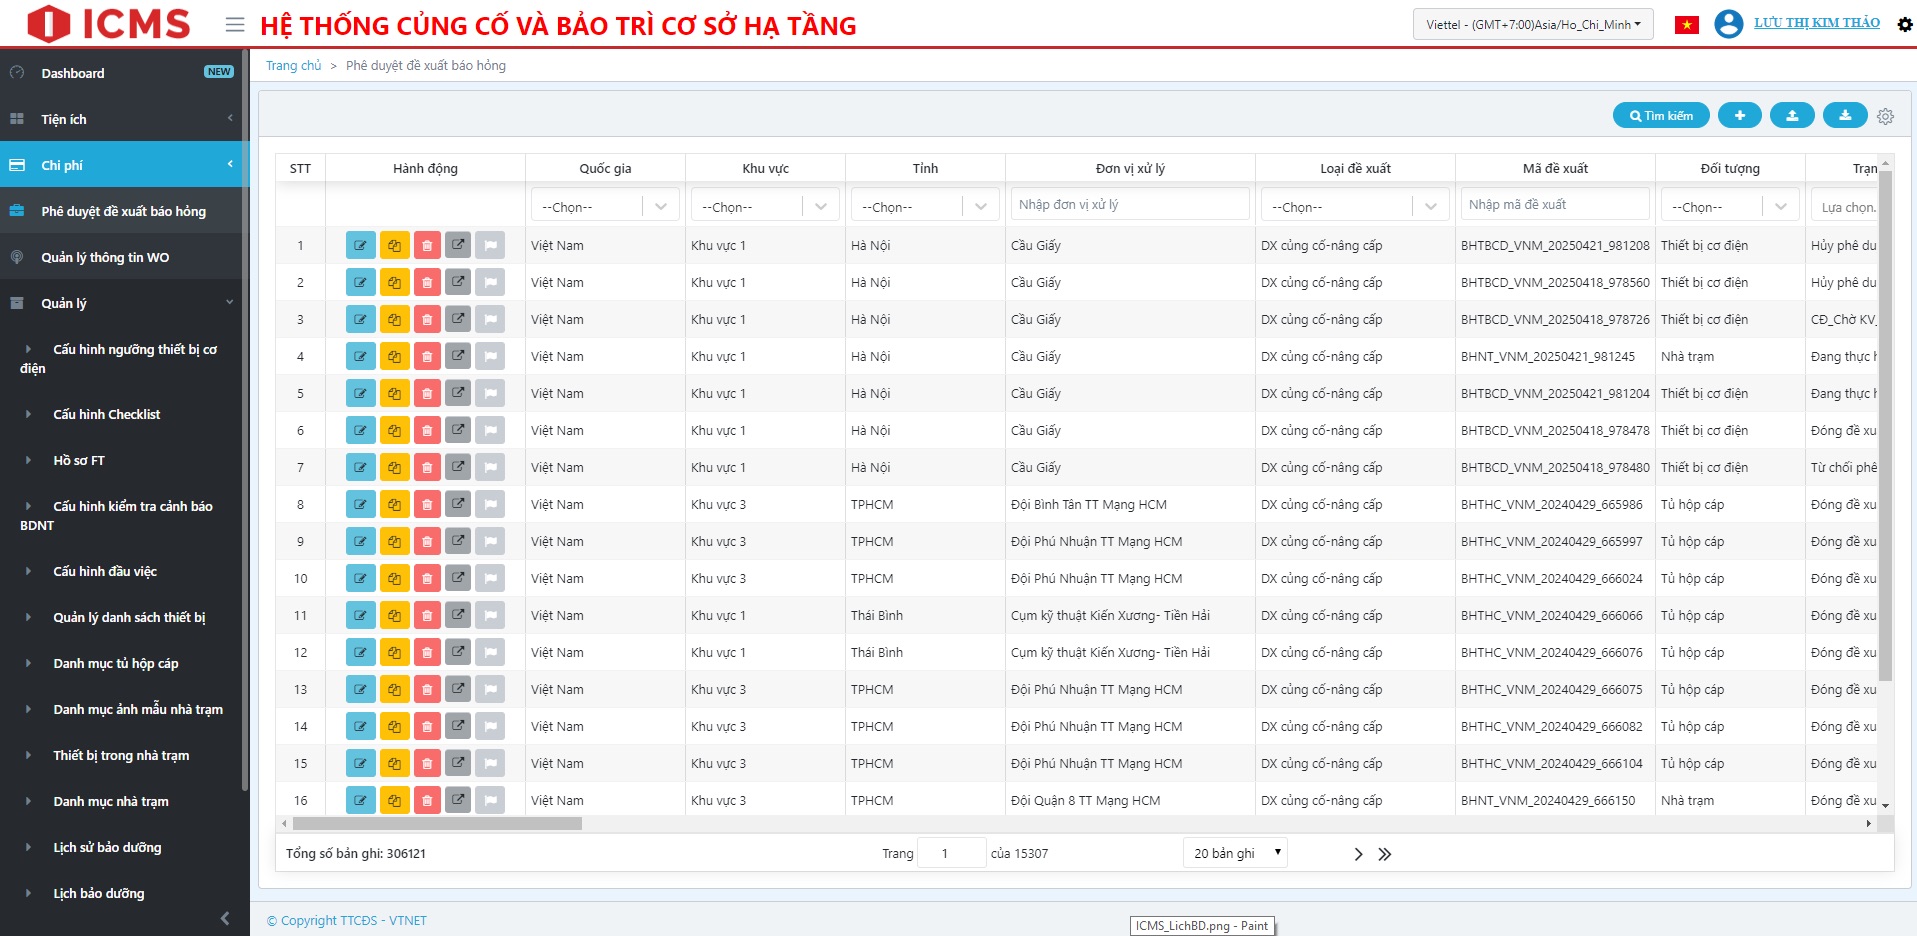 ICMS
HỆ THỐNG CỦNG CỐ VÀ BẢO TRÌ CƠ SỞ HẠ TẦNG
Viettel - (GMT+7:00)Asia/Ho_Chi_Minh
LƯU THỊ KIM THẢO
Dashboard NEW
Tiện ích
Chi phí
Phê duyệt đề xuất báo hỏng
Quản lý thông tin WO
Quản lý
Cấu hình ngưỡng thiết bị cơ
điện
Cấu hình Checklist
Hồ sơ FT
Cấu hình kiểm tra cảnh báo
BDNT
Cấu hình đầu việc
Quản lý danh sách thiết bị
Danh mục tủ hộp cáp
Danh mục ảnh mẫu nhà trạm
Thiết bị trong nhà trạm
Danh mục nhà trạm
Lịch sử bảo dưỡng
Lịch bảo dưỡng
Trang chủ > Phê duyệt đề xuất báo hỏng
Tìm kiếm
STT Hành động Quốc gia Khu vực Tỉnh Đơn vị xử lý Loại đề xuất Mã đề xuất Đối tượng Trạn
--Chọn-- --Chọn-- --Chọn-- Nhập đơn vị xử lý --Chọn-- Nhập mã đề xuất --Chọn-- Lựa chọn.
1 Việt Nam Khu vực 1 Hà Nội Cầu Giấy DX củng cố-nâng cấp BHTBCD_VNM_20250421_981208 Thiết bị cơ điện Hủy phê du
2 Việt Nam Khu vực 1 Hà Nội Cầu Giấy DX củng cố-nâng cấp BHTBCD_VNM_20250418_978560 Thiết bị cơ điện Hủy phê du
3 Việt Nam Khu vực 1 Hà Nội Cầu Giấy DX củng cố-nâng cấp BHTBCD_VNM_20250418_978726 Thiết bị cơ điện CĐ_Chờ KV_
4 Việt Nam Khu vực 1 Hà Nội Cầu Giấy DX củng cố-nâng cấp BHNT_VNM_20250421_981245 Nhà trạm Đang thực h
5 Việt Nam Khu vực 1 Hà Nội Cầu Giấy DX củng cố-nâng cấp BHTBCD_VNM_20250421_981204 Thiết bị cơ điện Đang thực h
6 Việt Nam Khu vực 1 Hà Nội Cầu Giấy DX củng cố-nâng cấp BHTBCD_VNM_20250418_978478 Thiết bị cơ điện Đóng đề xu
7 Việt Nam Khu vực 1 Hà Nội Cầu Giấy DX củng cố-nâng cấp BHTBCD_VNM_20250418_978480 Thiết bị cơ điện Từ chối phê
8 Việt Nam Khu vực 3 TPHCM Đội Bình Tân TT Mạng HCM DX củng cố-nâng cấp BHTHC_VNM_20240429_665986 Tủ hộp cáp Đóng đề xu
9 Việt Nam Khu vực 3 TPHCM Đội Phú Nhuận TT Mạng HCM DX củng cố-nâng cấp BHTHC_VNM_20240429_665997 Tủ hộp cáp Đóng đề xu
10 Việt Nam Khu vực 3 TPHCM Đội Phú Nhuận TT Mạng HCM DX củng cố-nâng cấp BHTHC_VNM_20240429_666024 Tủ hộp cáp Đóng đề xu
11 Việt Nam Khu vực 1 Thái Bình Cụm kỹ thuật Kiến Xương- Tiền Hải DX củng cố-nâng cấp BHTHC_VNM_20240429_666066 Tủ hộp cáp Đóng đề xu
12 Việt Nam Khu vực 1 Thái Bình Cụm kỹ thuật Kiến Xương- Tiền Hải DX củng cố-nâng cấp BHTHC_VNM_20240429_666076 Tủ hộp cáp Đóng đề xu
13 Việt Nam Khu vực 3 TPHCM Đội Phú Nhuận TT Mạng HCM DX củng cố-nâng cấp BHTHC_VNM_20240429_666075 Tủ hộp cáp Đóng đề xu
14 Việt Nam Khu vực 3 TPHCM Đội Phú Nhuận TT Mạng HCM DX củng cố-nâng cấp BHTHC_VNM_20240429_666082 Tủ hộp cáp Đóng đề xu
15 Việt Nam Khu vực 3 TPHCM Đội Phú Nhuận TT Mạng HCM DX củng cố-nâng cấp BHTHC_VNM_20240429_666104 Tủ hộp cáp Đóng đề xu
16 Việt Nam Khu vực 3 TPHCM Đội Quận 8 TT Mạng HCM DX củng cố-nâng cấp BHNT_VNM_20240429_666150 Nhà trạm Đóng đề xu
Tổng số bản ghi: 306121 Trang 1 của 15307 20 bản ghi
© Copyright TTCĐS - VTNET
ICMS_LichBD.png - Paint